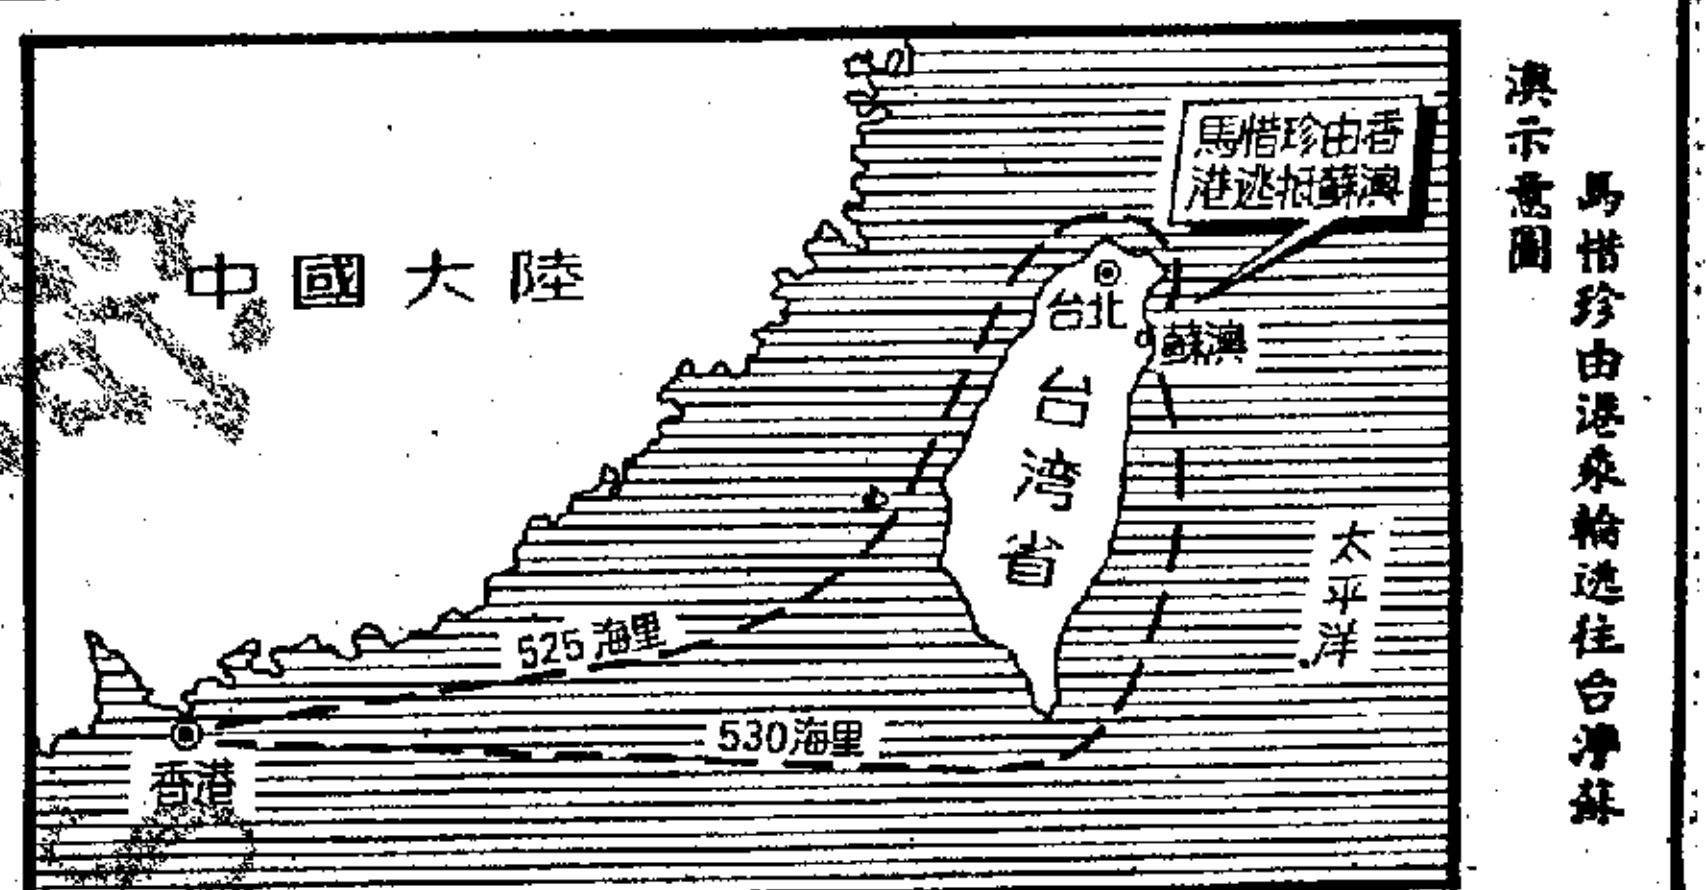 馬惜珍由港乘輪逃往台灣蘇
澳示意圖
馬惜珍由香
港逃抵蘇澳
中國大陸
台北
蘇澳
台湾省
太平洋
525海里
530海里
香港